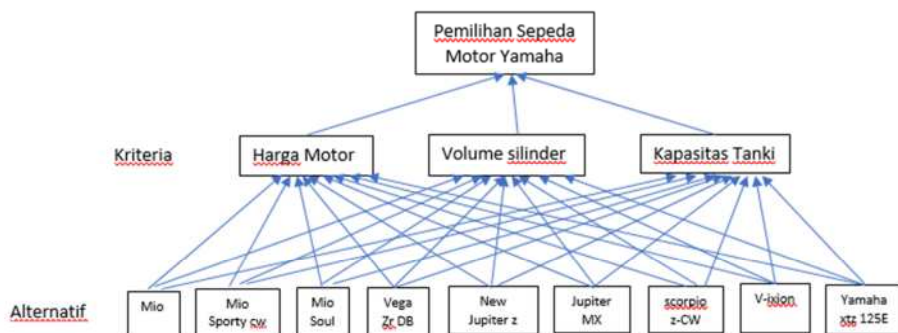 Pemilihan Sepeda
Motor Yamaha
Kriteria
Harga Motor
Volume silinder
Kapasitas Tanki
Alternatif
Mio
Mio
Sporty cw
Mio
Soul
Vega
Zr DB
New
Jupiter z
Jupiter
MX
scorpio
z-CW
V-ixion
Yamaha
xtz 125E